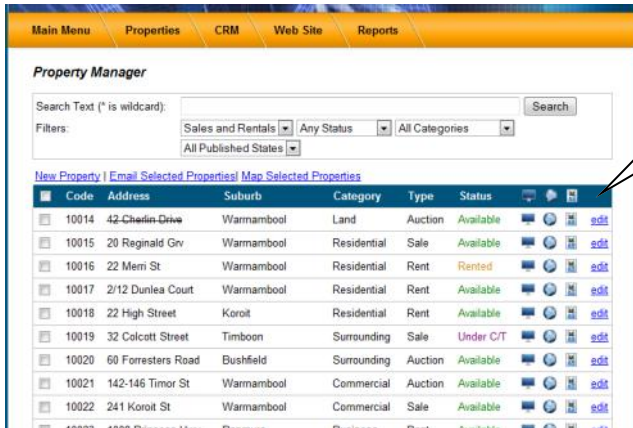 Main Menu Properties CRM Web Site Reports
Property Manager
Search Text (* is wildcard): Search
Filters: Sales and Rentals Any Status All Categories
All Published States
New Property | Email Selected Properties| Map Selected Properties
Code Address Suburb Category Type Status
10014 42 Cherlin Drive Warrnambool Land Auction Available edit
10015 20 Reginald Grv Warrnambool Residential Sale Available edit
10016 22 Merri St Warrnambool Residential Rent Rented edit
10017 2/12 Dunlea Court Warrnambool Residential Rent Available edit
10018 22 High Street Koroit Residential Rent Available edit
10019 32 Colcott Street Timboon Surrounding Sale Under C/T edit
10020 60 Forresters Road Bushfield Surrounding Auction Available edit
10021 142-146 Timor St Warrnambool Commercial Auction Available edit
10022 241 Koroit St Warrnambool Commercial Sale Available edit